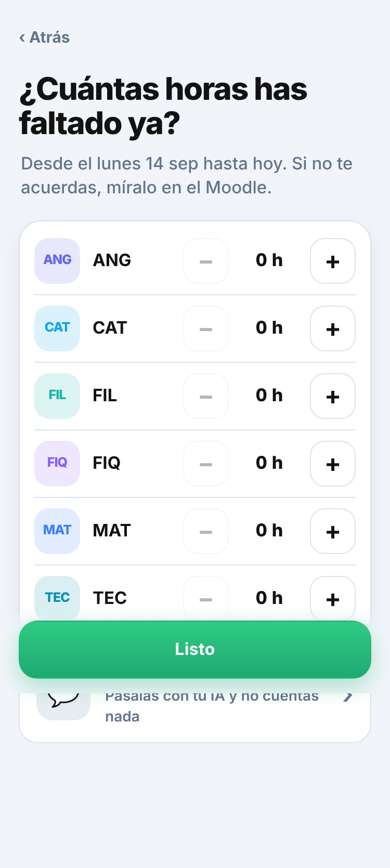 ‹ Atrás
¿Cuántas horas has
faltado ya?
Desde el lunes 14 sep hasta hoy. Si no te
acuerdas, míralo en el Moodle.
ANG ANG − 0 h +
CAT CAT − 0 h +
FIL FIL − 0 h +
FIQ FIQ − 0 h +
MAT MAT − 0 h +
TEC TEC − 0 h +
Listo
Pásalas con tu IA y no cuentas ›
nada